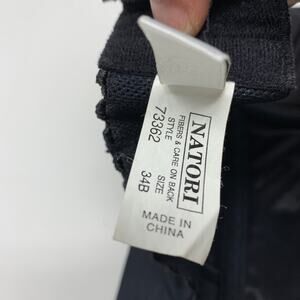 NATORI
FIBERS & CARE ON BACK
STYLE SIZE
73362 34B
MADE IN
CHINA